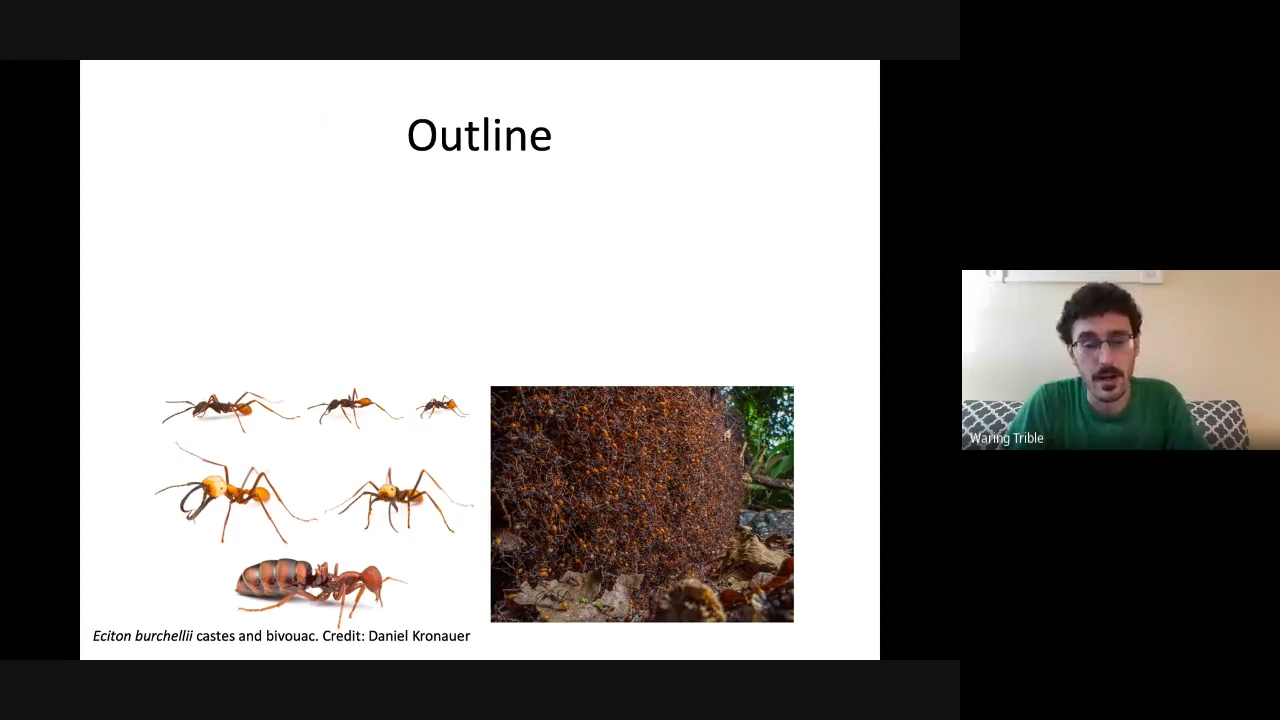 Outline
Waring Trible
Eciton burchellii castes and bivouac. Credit: Daniel Kronauer